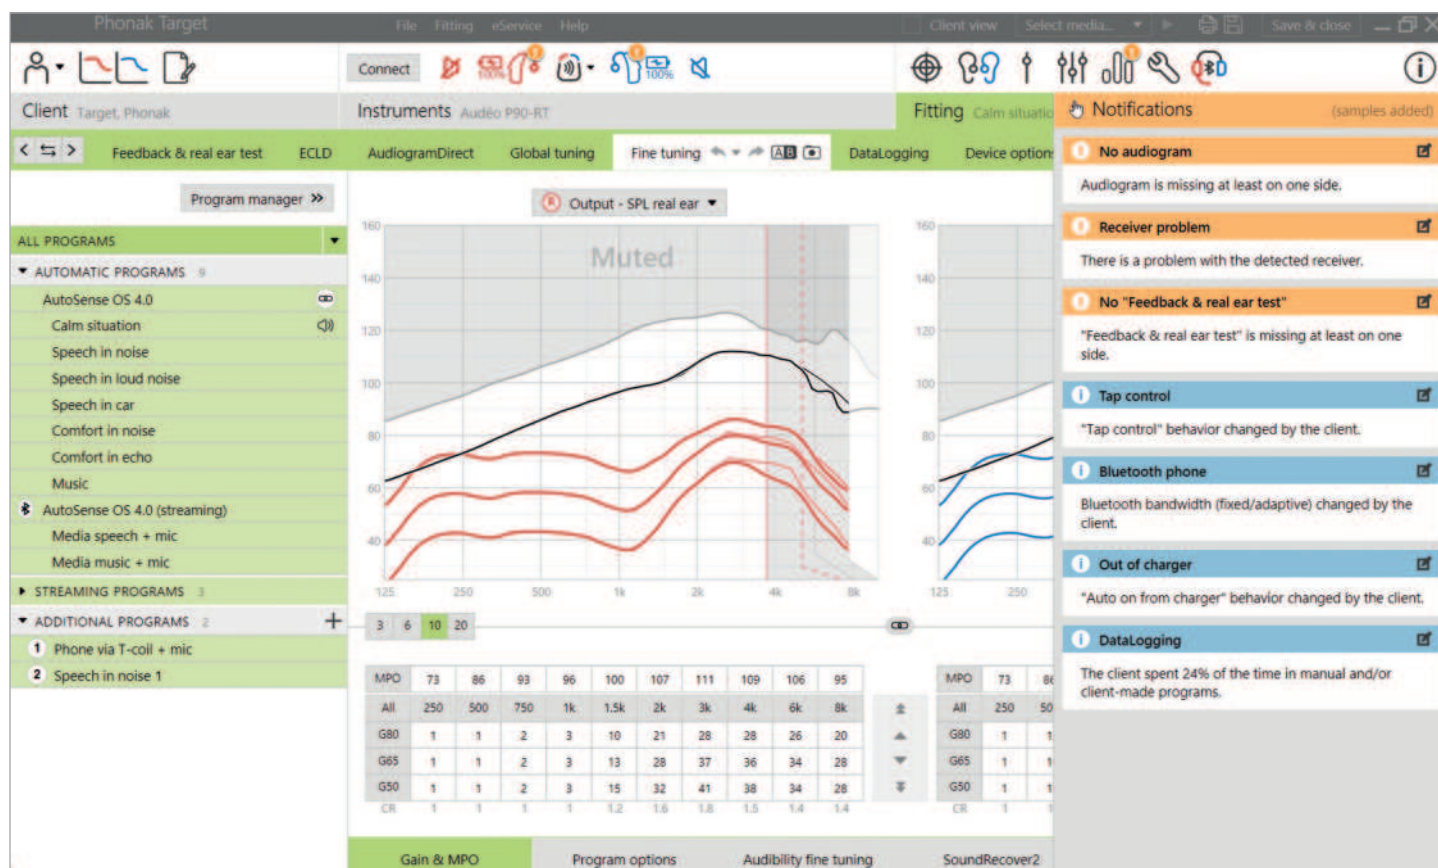 Phonak Target File Fitting eService Help Client view Select media... Save & close
Connect 100% 100%
Client Target, Phonak Instruments Audéo P90-RT Fitting Calm situatio Notifications (samples added)
Feedback & real ear test ECLD AudiogramDirect Global tuning Fine tuning AB DataLogging Device option
Program manager
ALL PROGRAMS
AUTOMATIC PROGRAMS 9
AutoSense OS 4.0
Calm situation
Speech in noise
Speech in loud noise
Speech in car
Comfort in noise
Comfort in echo
Music
AutoSense OS 4.0 (streaming)
Media speech + mic
Media music + mic
STREAMING PROGRAMS 3
ADDITIONAL PROGRAMS 2
1 Phone via T-coil + mic
2 Speech in noise 1
R Output - SPL real ear
Muted
160
140
120
100
80
60
40
125 250 500 1k 2k 4k 8k
160
140
120
100
80
60
40
125 250
3 6 10 20
MPO 73 86 93 96 100 107 111 109 106 95
All 250 500 750 1k 1.5k 2k 3k 4k 6k 8k
G80 1 1 2 3 10 21 28 28 26 20
G65 1 1 2 3 13 28 37 36 34 28
G50 1 1 2 3 15 32 41 38 34 28
CR 1 1 1 1 1.2 1.6 1.8 1.5 1.4 1.4
MPO 73 86
All 250 50
G80 1 1
G65 1 1
G50 1 1
CR 1 1
Gain & MPO Program options Audibility fine tuning SoundRecover2
No audiogram
Audiogram is missing at least on one side.
Receiver problem
There is a problem with the detected receiver.
No "Feedback & real ear test"
"Feedback & real ear test" is missing at least on one
side.
Tap control
"Tap control" behavior changed by the client.
Bluetooth phone
Bluetooth bandwidth (fixed/adaptive) changed by the
client.
Out of charger
"Auto on from charger" behavior changed by the client.
DataLogging
The client spent 24% of the time in manual and/or
client-made programs.